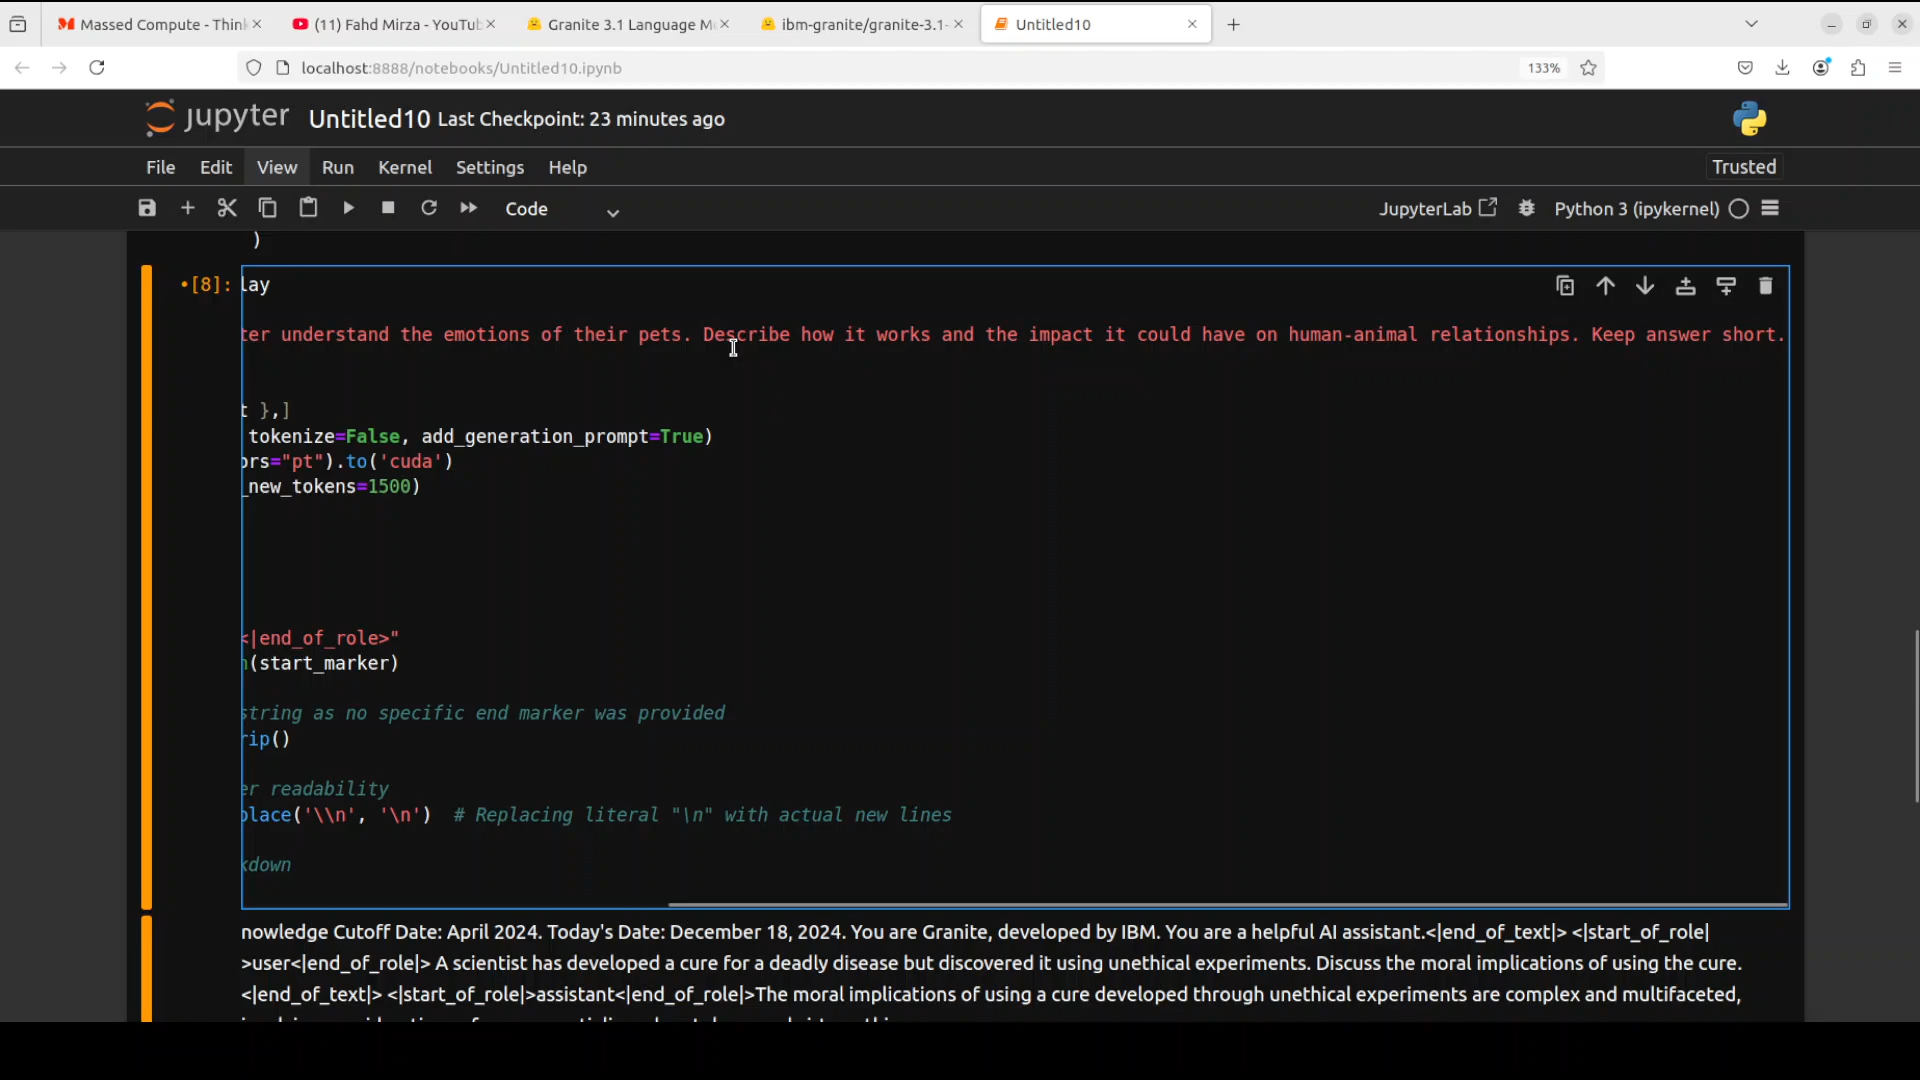 Massed Compute - Think
(11) Fahd Mirza - YouTub
Granite 3.1 Language M
ibm-granite/granite-3.1-
Untitled10
localhost:8888/notebooks/Untitled10.ipynb
133%
jupyter
Untitled10 Last Checkpoint: 23 minutes ago
File Edit View Run Kernel Settings Help
Trusted
Code
JupyterLab
Python 3 (ipykernel)
)
[8]:
lay
ter understand the emotions of their pets. Describe how it works and the impact it could have on human-animal relationships. Keep answer short.
t },]
tokenize=False, add_generation_prompt=True)
ors="pt").to('cuda')
_new_tokens=1500)
<|end_of_role>"
n(start_marker)
string as no specific end marker was provided
rip()
er readability
place('\\n', '\n')  # Replacing literal "\n" with actual new lines
kdown
nowledge Cutoff Date: April 2024. Today's Date: December 18, 2024. You are Granite, developed by IBM. You are a helpful AI assistant.<|end_of_text|> <|start_of_role|
>user<|end_of_role|> A scientist has developed a cure for a deadly disease but discovered it using unethical experiments. Discuss the moral implications of using the cure.
<|end_of_text|> <|start_of_role|>assistant<|end_of_role|>The moral implications of using a cure developed through unethical experiments are complex and multifaceted,